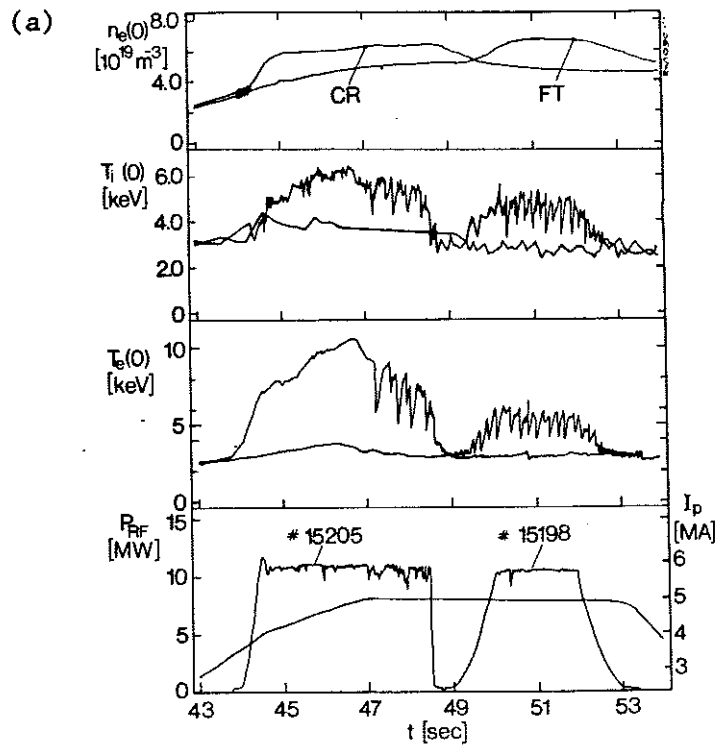 (a)
n_e(0) 8.0
[10^19 m^-3]
4.0
0
CR
FT
T_i(0) 6.0
[keV]
4.0
2.0
0
T_e(0) 10
[keV]
5
0
P_RF 15
[MW]
10
5
0
# 15205
# 15198
I_p
[MA]
6
5
4
3
43 45 47 49 51 53
t [sec]